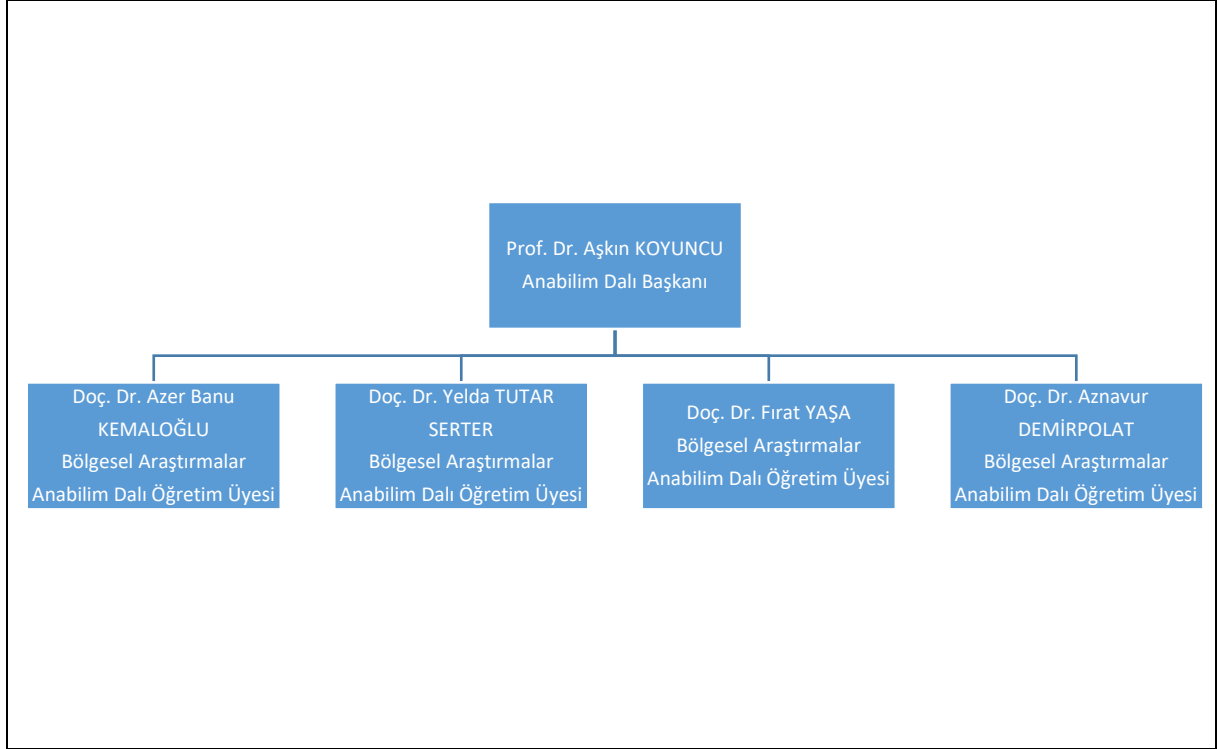 Prof. Dr. Aşkın KOYUNCU
Anabilim Dalı Başkanı
Doç. Dr. Azer Banu
KEMALOĞLU
Bölgesel Araştırmalar
Anabilim Dalı Öğretim Üyesi
Doç. Dr. Yelda TUTAR
SERTER
Bölgesel Araştırmalar
Anabilim Dalı Öğretim Üyesi
Doç. Dr. Fırat YAŞA
Bölgesel Araştırmalar
Anabilim Dalı Öğretim Üyesi
Doç. Dr. Aznavur
DEMİRPOLAT
Bölgesel Araştırmalar
Anabilim Dalı Öğretim Üyesi